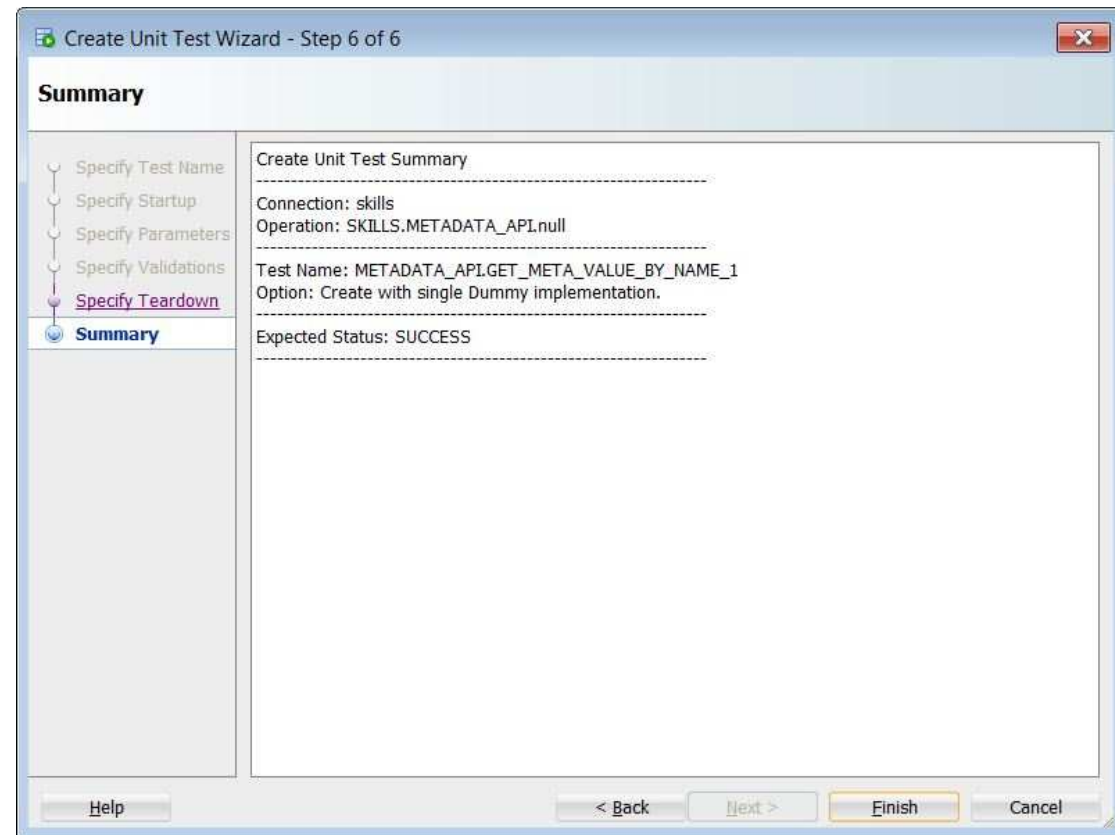 Create Unit Test Wizard - Step 6 of 6
Summary
Specify Test Name
Specify Startup
Specify Parameters
Specify Validations
Specify Teardown
Summary
Create Unit Test Summary
-----------------------------------------------------------------
Connection: skills
Operation: SKILLS.METADATA_API.null
-----------------------------------------------------------------
Test Name: METADATA_API.GET_META_VALUE_BY_NAME_1
Option: Create with single Dummy implementation.
-----------------------------------------------------------------
Expected Status: SUCCESS
-----------------------------------------------------------------
Help
< Back
Next >
Finish
Cancel